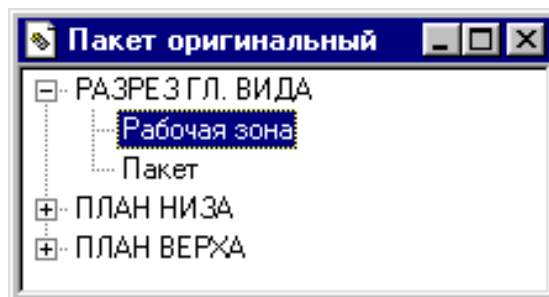 Пакет оригинальный
РАЗРЕЗ ГЛ. ВИДА
Рабочая зона
Пакет
ПЛАН НИЗА
ПЛАН ВЕРХА